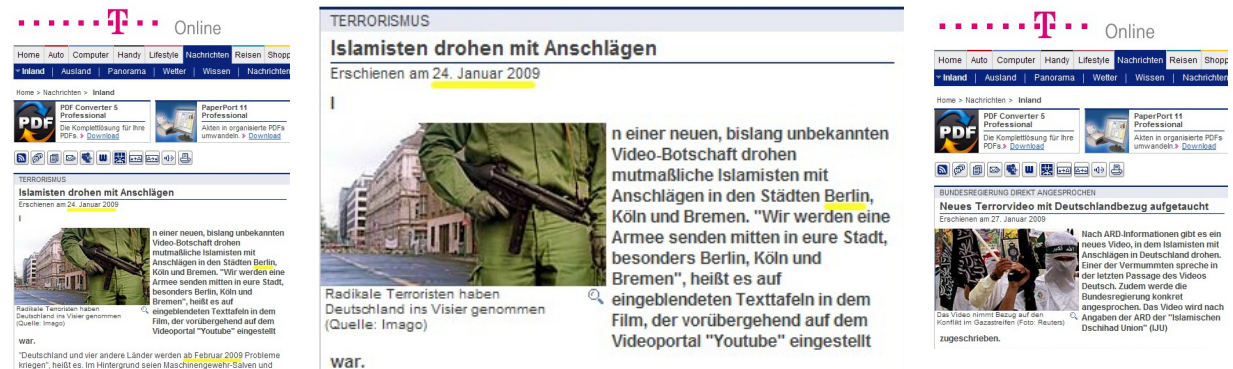 T Online
Home Auto Computer Handy Lifestyle Nachrichten Reisen Shopp
Inland | Ausland | Panorama | Wetter | Wissen | Nachrichten
Home > Nachrichten > Inland
PDF
PDF Converter 5
Professional
Die Komplettlösung für Ihre
PDFs. > Download
PaperPort 11
Professional
Akten in organisierte PDFs
umwandeln. > Download
TERRORISMUS
Islamisten drohen mit Anschlägen
Erschienen am 24. Januar 2009
I
n einer neuen, bislang unbekannten
Video-Botschaft drohen
mutmaßliche Islamisten mit
Anschlägen in den Städten Berlin,
Köln und Bremen. "Wir werden eine
Armee senden mitten in eure Stadt,
besonders Berlin, Köln und
Bremen", heißt es auf
eingeblendeten Texttafeln in dem
Film, der vorübergehend auf dem
Videoportal "Youtube" eingestellt
war.
Radikale Terroristen haben
Deutschland ins Visier genommen
(Quelle: Imago)
"Deutschland und vier andere Länder werden ab Februar 2009 Probleme
kriegen", heißt es. Im Hintergrund seien Maschinengewehr-Salven und
TERRORISMUS
Islamisten drohen mit Anschlägen
Erschienen am 24. Januar 2009
I
n einer neuen, bislang unbekannten
Video-Botschaft drohen
mutmaßliche Islamisten mit
Anschlägen in den Städten Berlin,
Köln und Bremen. "Wir werden eine
Armee senden mitten in eure Stadt,
besonders Berlin, Köln und
Bremen", heißt es auf
eingeblendeten Texttafeln in dem
Film, der vorübergehend auf dem
Videoportal "Youtube" eingestellt
war.
Radikale Terroristen haben
Deutschland ins Visier genommen
(Quelle: Imago)
T Online
Home Auto Computer Handy Lifestyle Nachrichten Reisen Shopp
Inland | Ausland | Panorama | Wetter | Wissen | Nachrichten
Home > Nachrichten > Inland
PDF
PDF Converter 5
Professional
Die Komplettlösung für Ihre
PDFs. > Download
PaperPort 11
Professional
Akten in organisierte PDFs
umwandeln. > Download
BUNDESREGIERUNG DIREKT ANGESPROCHEN
Neues Terrorvideo mit Deutschlandbezug aufgetaucht
Erschienen am 27. Januar 2009
Nach ARD-Informationen gibt es ein
neues Video, in dem Islamisten mit
Anschlägen in Deutschland drohen.
Einer der Vermummten spreche in
der letzten Passage des Videos
Deutsch. Zudem werde die
Bundesregierung konkret
angesprochen. Das Video wird nach
Angaben der ARD der "Islamischen
Dschihad Union" (IJU)
zugeschrieben.
Das Video nimmt Bezug auf den
Konflikt im Gazastreifen (Foto: Reuters)